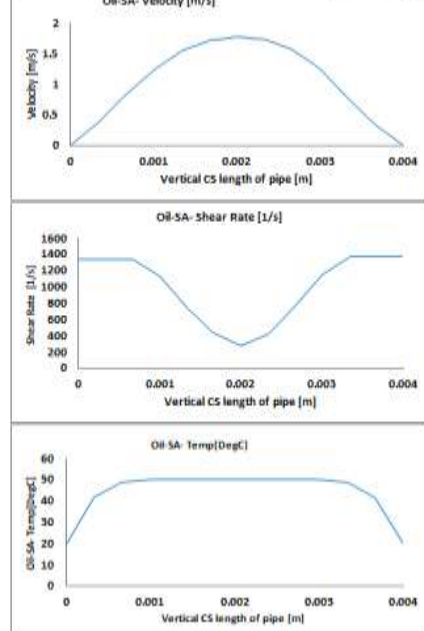 Oil-SA- Velocity [m/s]
2
1.5
1
0.5
0
Velocity [m/s]
0 0.001 0.002 0.003 0.004
Vertical CS length of pipe [m]
Oil-SA- Shear Rate [1/s]
1600
1400
1200
1000
800
600
400
200
0
Shear Rate [1/s]
0 0.001 0.002 0.003 0.004
Vertical CS length of pipe [m]
Oil-SA- Temp[DegC]
60
50
40
30
20
10
0
Oil-SA- Temp[DegC]
0 0.001 0.002 0.003 0.004
Vertical CS length of pipe [m]